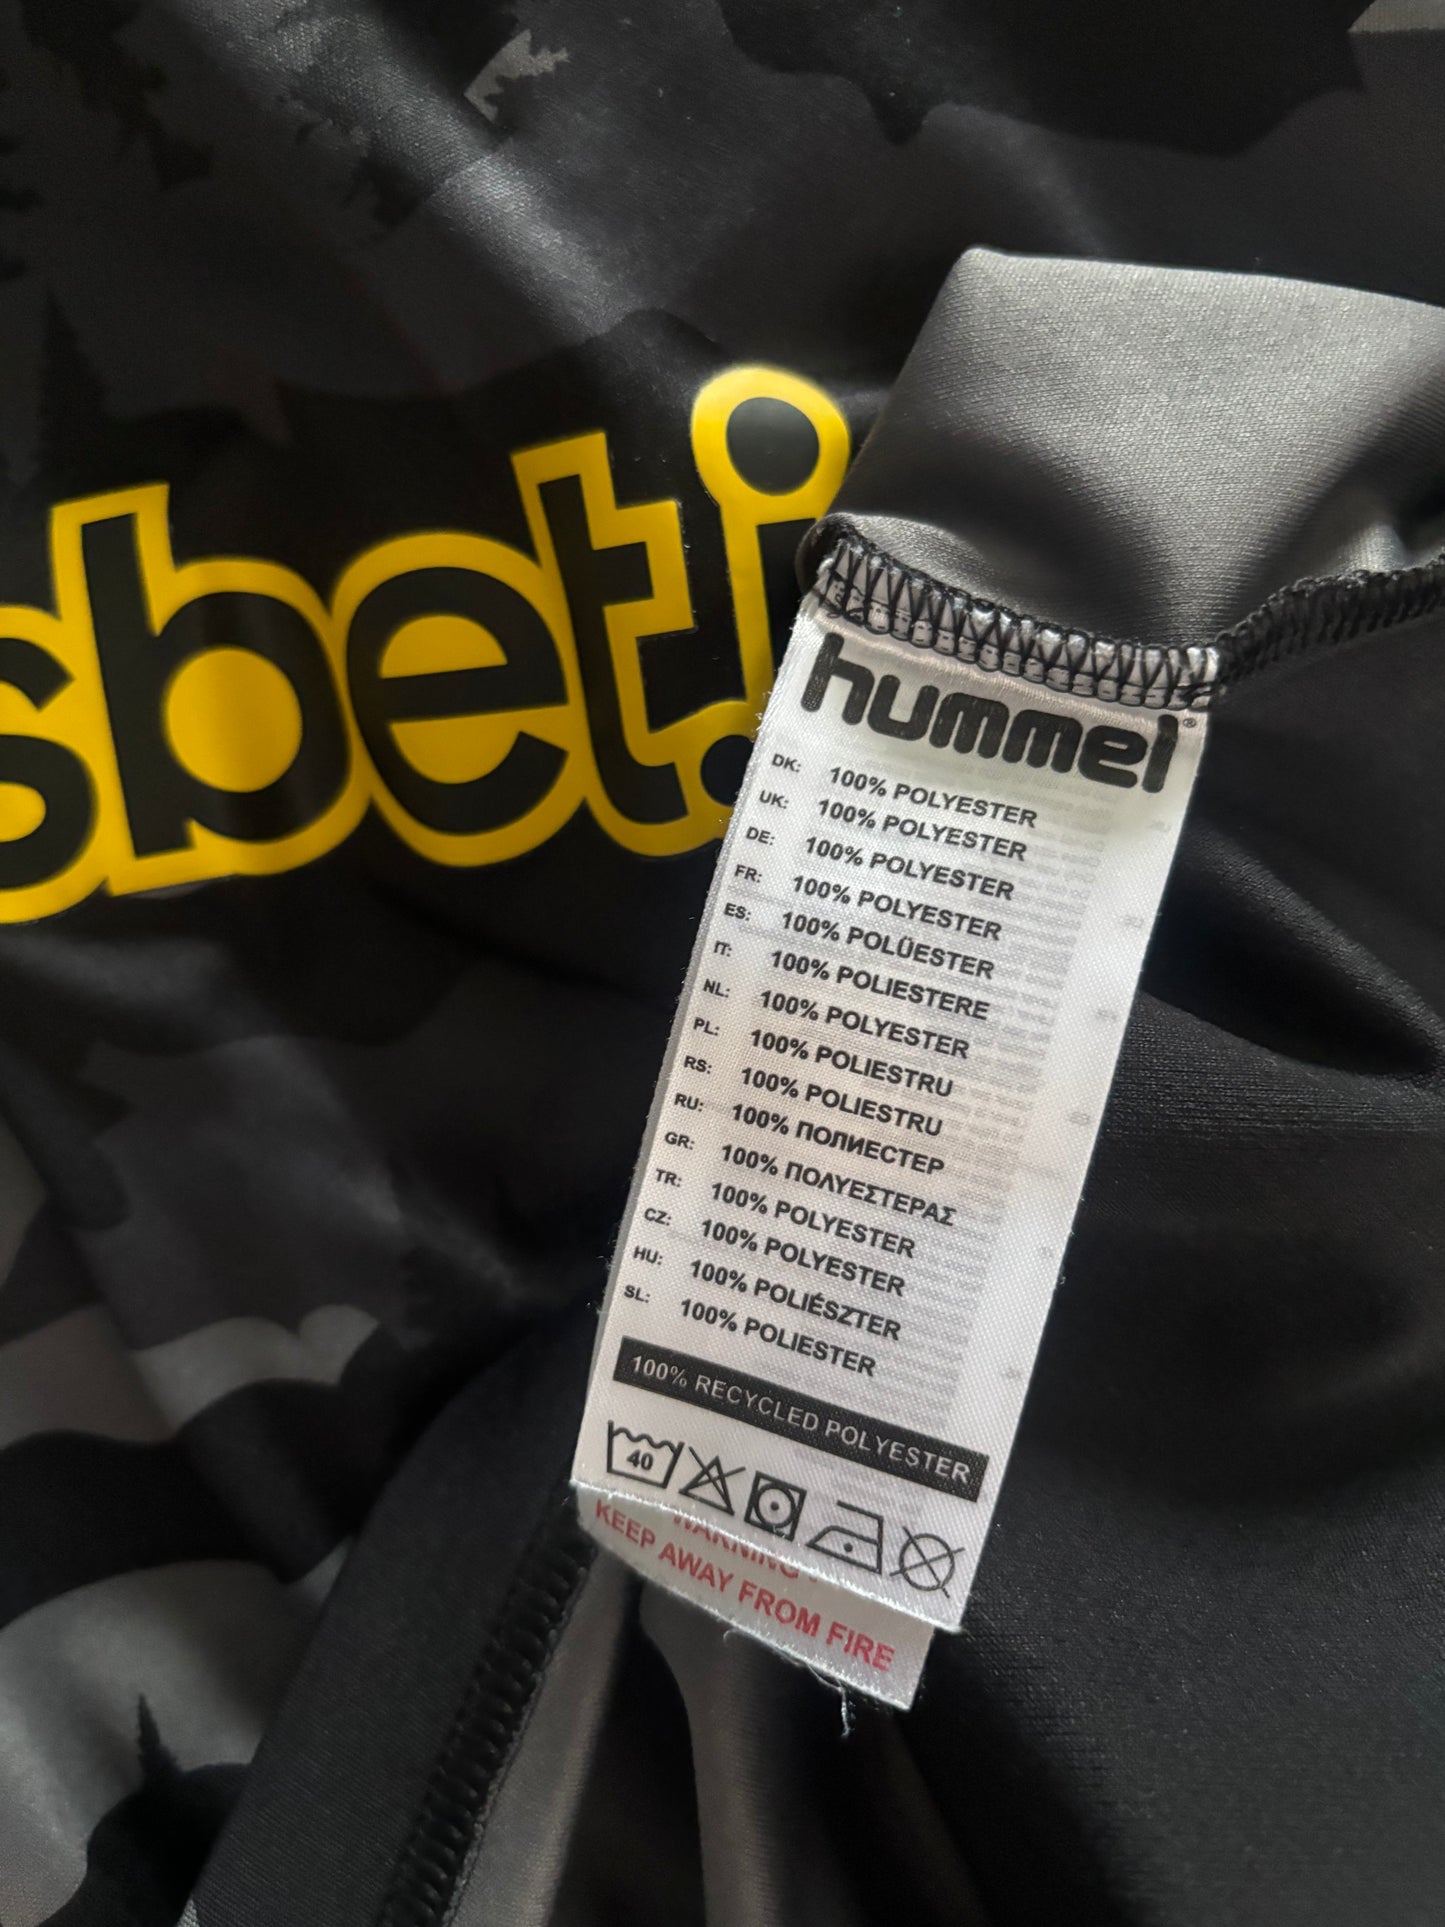 sbet.i
hummel®
DK: 100% POLYESTER
UK: 100% POLYESTER
DE: 100% POLYESTER
FR: 100% POLYESTER
ES: 100% POLÜESTER
IT: 100% POLIESTERE
NL: 100% POLYESTER
PL: 100% POLIESTRU
RS: 100% POLIESTRU
RU: 100% ПОЛИЕСТЕР
GR: 100% ΠΟΛΥΕΣΤΕΡΑΣ
TR: 100% POLYESTER
CZ: 100% POLYESTER
HU: 100% POLIÉSZTER
SL: 100% POLIESTER
100% RECYCLED POLYESTER
40
WARNING
KEEP AWAY FROM FIRE